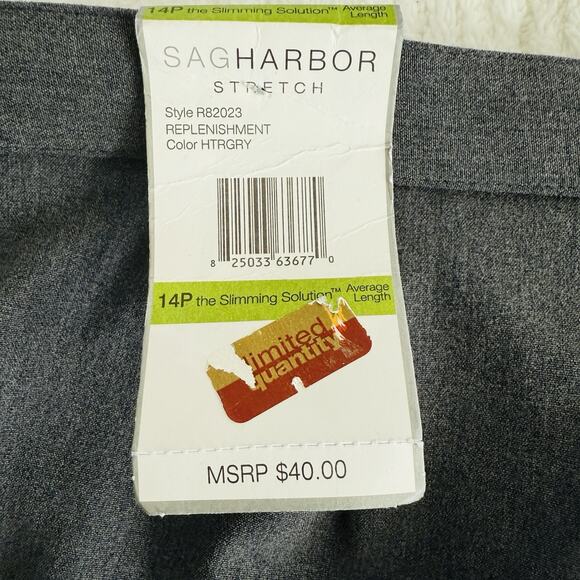 14P the Slimming Solution™ Average Length
SAGHARBOR
STRETCH
Style R82023
REPLENISHMENT
Color HTRGRY
8 25033 63677 0
14P the Slimming Solution™ Average Length
limited
quantity
MSRP $40.00